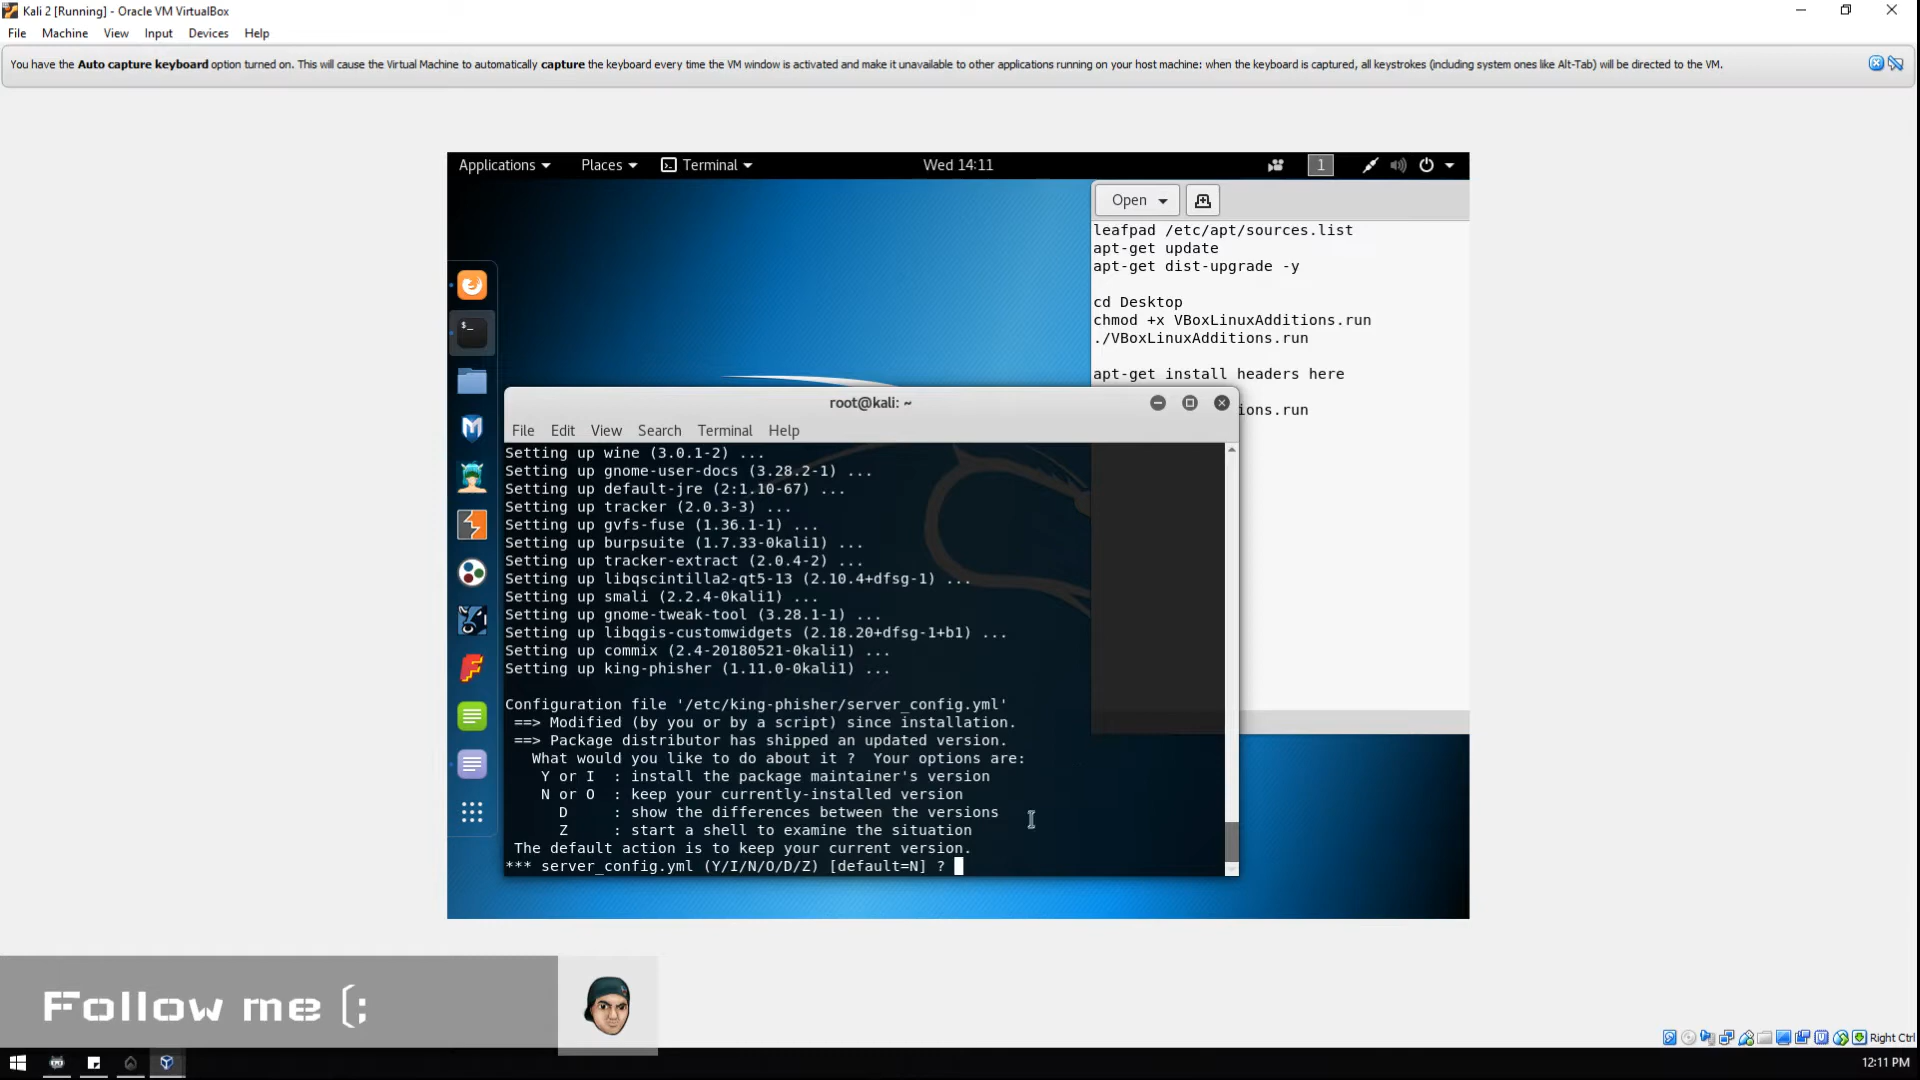 Kali 2 [Running] - Oracle VM VirtualBox
File Machine View Input Devices Help
You have the Auto capture keyboard option turned on. This will cause the Virtual Machine to automatically capture the keyboard every time the VM window is activated and make it unavailable to other applications running on your host machine: when the keyboard is captured, all keystrokes (including system ones like Alt-Tab) will be directed to the VM.
Applications Places Terminal Wed 14:11 1
Open
leafpad /etc/apt/sources.list
apt-get update
apt-get dist-upgrade -y
cd Desktop
chmod +x VBoxLinuxAdditions.run
./VBoxLinuxAdditions.run
apt-get install headers here
ions.run
root@kali: ~
File Edit View Search Terminal Help
Setting up wine (3.0.1-2) ...
Setting up gnome-user-docs (3.28.2-1) ...
Setting up default-jre (2:1.10-67) ...
Setting up tracker (2.0.3-3) ...
Setting up gvfs-fuse (1.36.1-1) ...
Setting up burpsuite (1.7.33-0kali1) ...
Setting up tracker-extract (2.0.4-2) ...
Setting up libqscintilla2-qt5-13 (2.10.4+dfsg-1) ...
Setting up smali (2.2.4-0kali1) ...
Setting up gnome-tweak-tool (3.28.1-1) ...
Setting up libqgis-customwidgets (2.18.20+dfsg-1+b1) ...
Setting up commix (2.4-20180521-0kali1) ...
Setting up king-phisher (1.11.0-0kali1) ...
Configuration file '/etc/king-phisher/server_config.yml'
==> Modified (by you or by a script) since installation.
==> Package distributor has shipped an updated version.
What would you like to do about it ?  Your options are:
Y or I  : install the package maintainer's version
N or O  : keep your currently-installed version
D     : show the differences between the versions
Z     : start a shell to examine the situation
The default action is to keep your current version.
*** server_config.yml (Y/I/N/O/D/Z) [default=N] ?
Follow me (;
Right Ctrl
12:11 PM